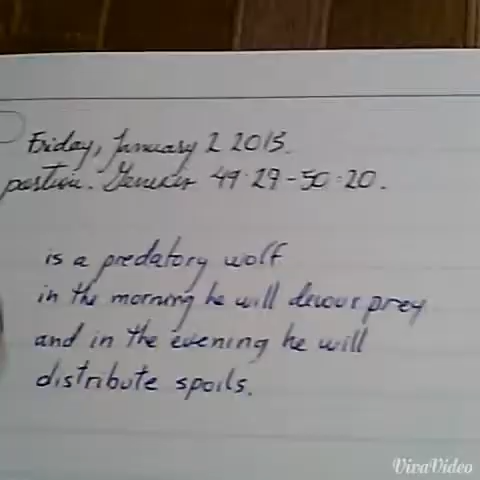 Friday, January 2 2015.
portion. Genesis 49:29-50:20.
is a predatory wolf
in the morning he will devour prey
and in the evening he will
distribute spoils.
VivaVideo